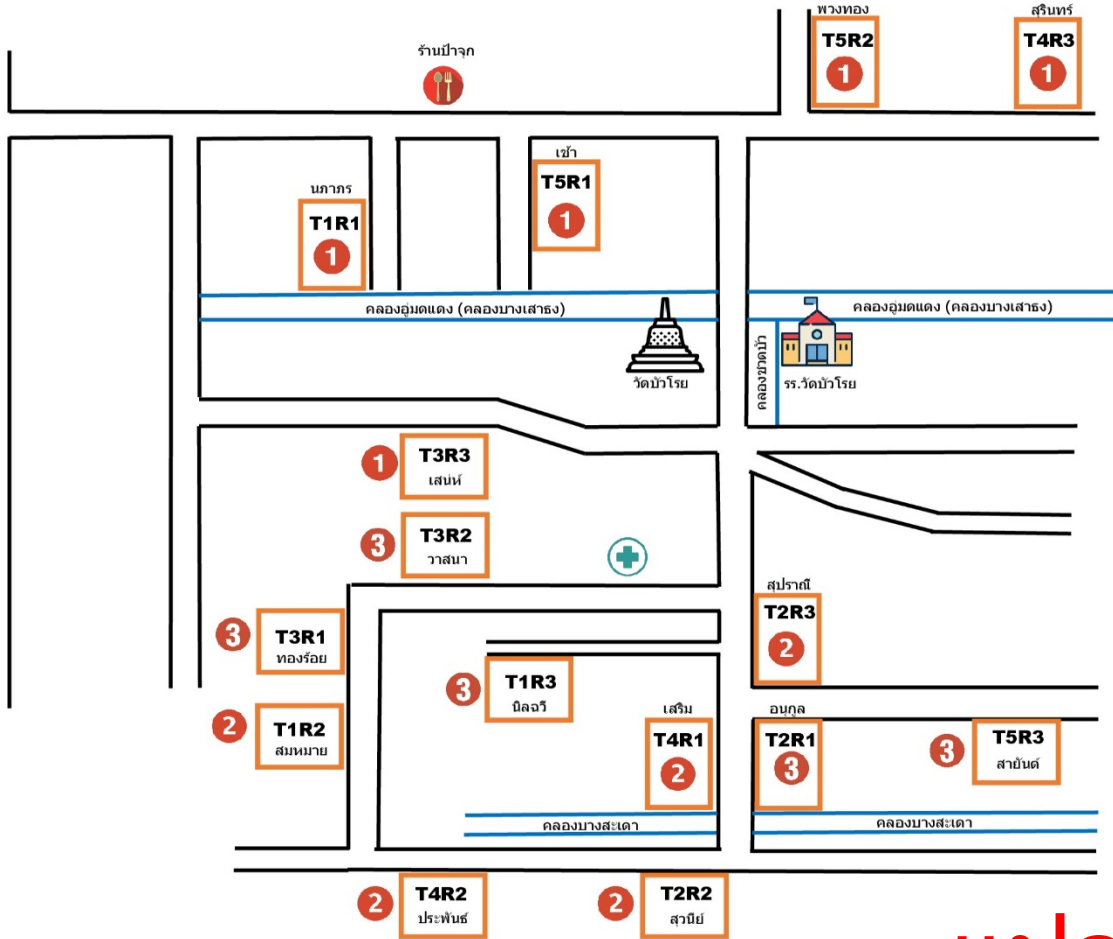 พวงทอง
T5R2
1
สุรินทร์
T4R3
1
ร้านป้าจุก
เช้า
T5R1
1
นภาภร
T1R1
1
คลองอู่มดแดง (คลองบางเสาธง)
คลองอู่มดแดง (คลองบางเสาธง)
วัดบัวโรย
คลองชวดบัว
รร.วัดบัวโรย
1
T3R3
เสน่ห์
3
T3R2
วาสนา
สุปราณี
T2R3
2
3
T3R1
ทองร้อย
3
T1R3
นิลฉวี
2
T1R2
สมหมาย
เสริม
T4R1
2
อนุกูล
T2R1
3
3
T5R3
สายันต์
คลองบางสะเดา
คลองบางสะเดา
2
T4R2
ประพันธ์
2
T2R2
สุวนีย์